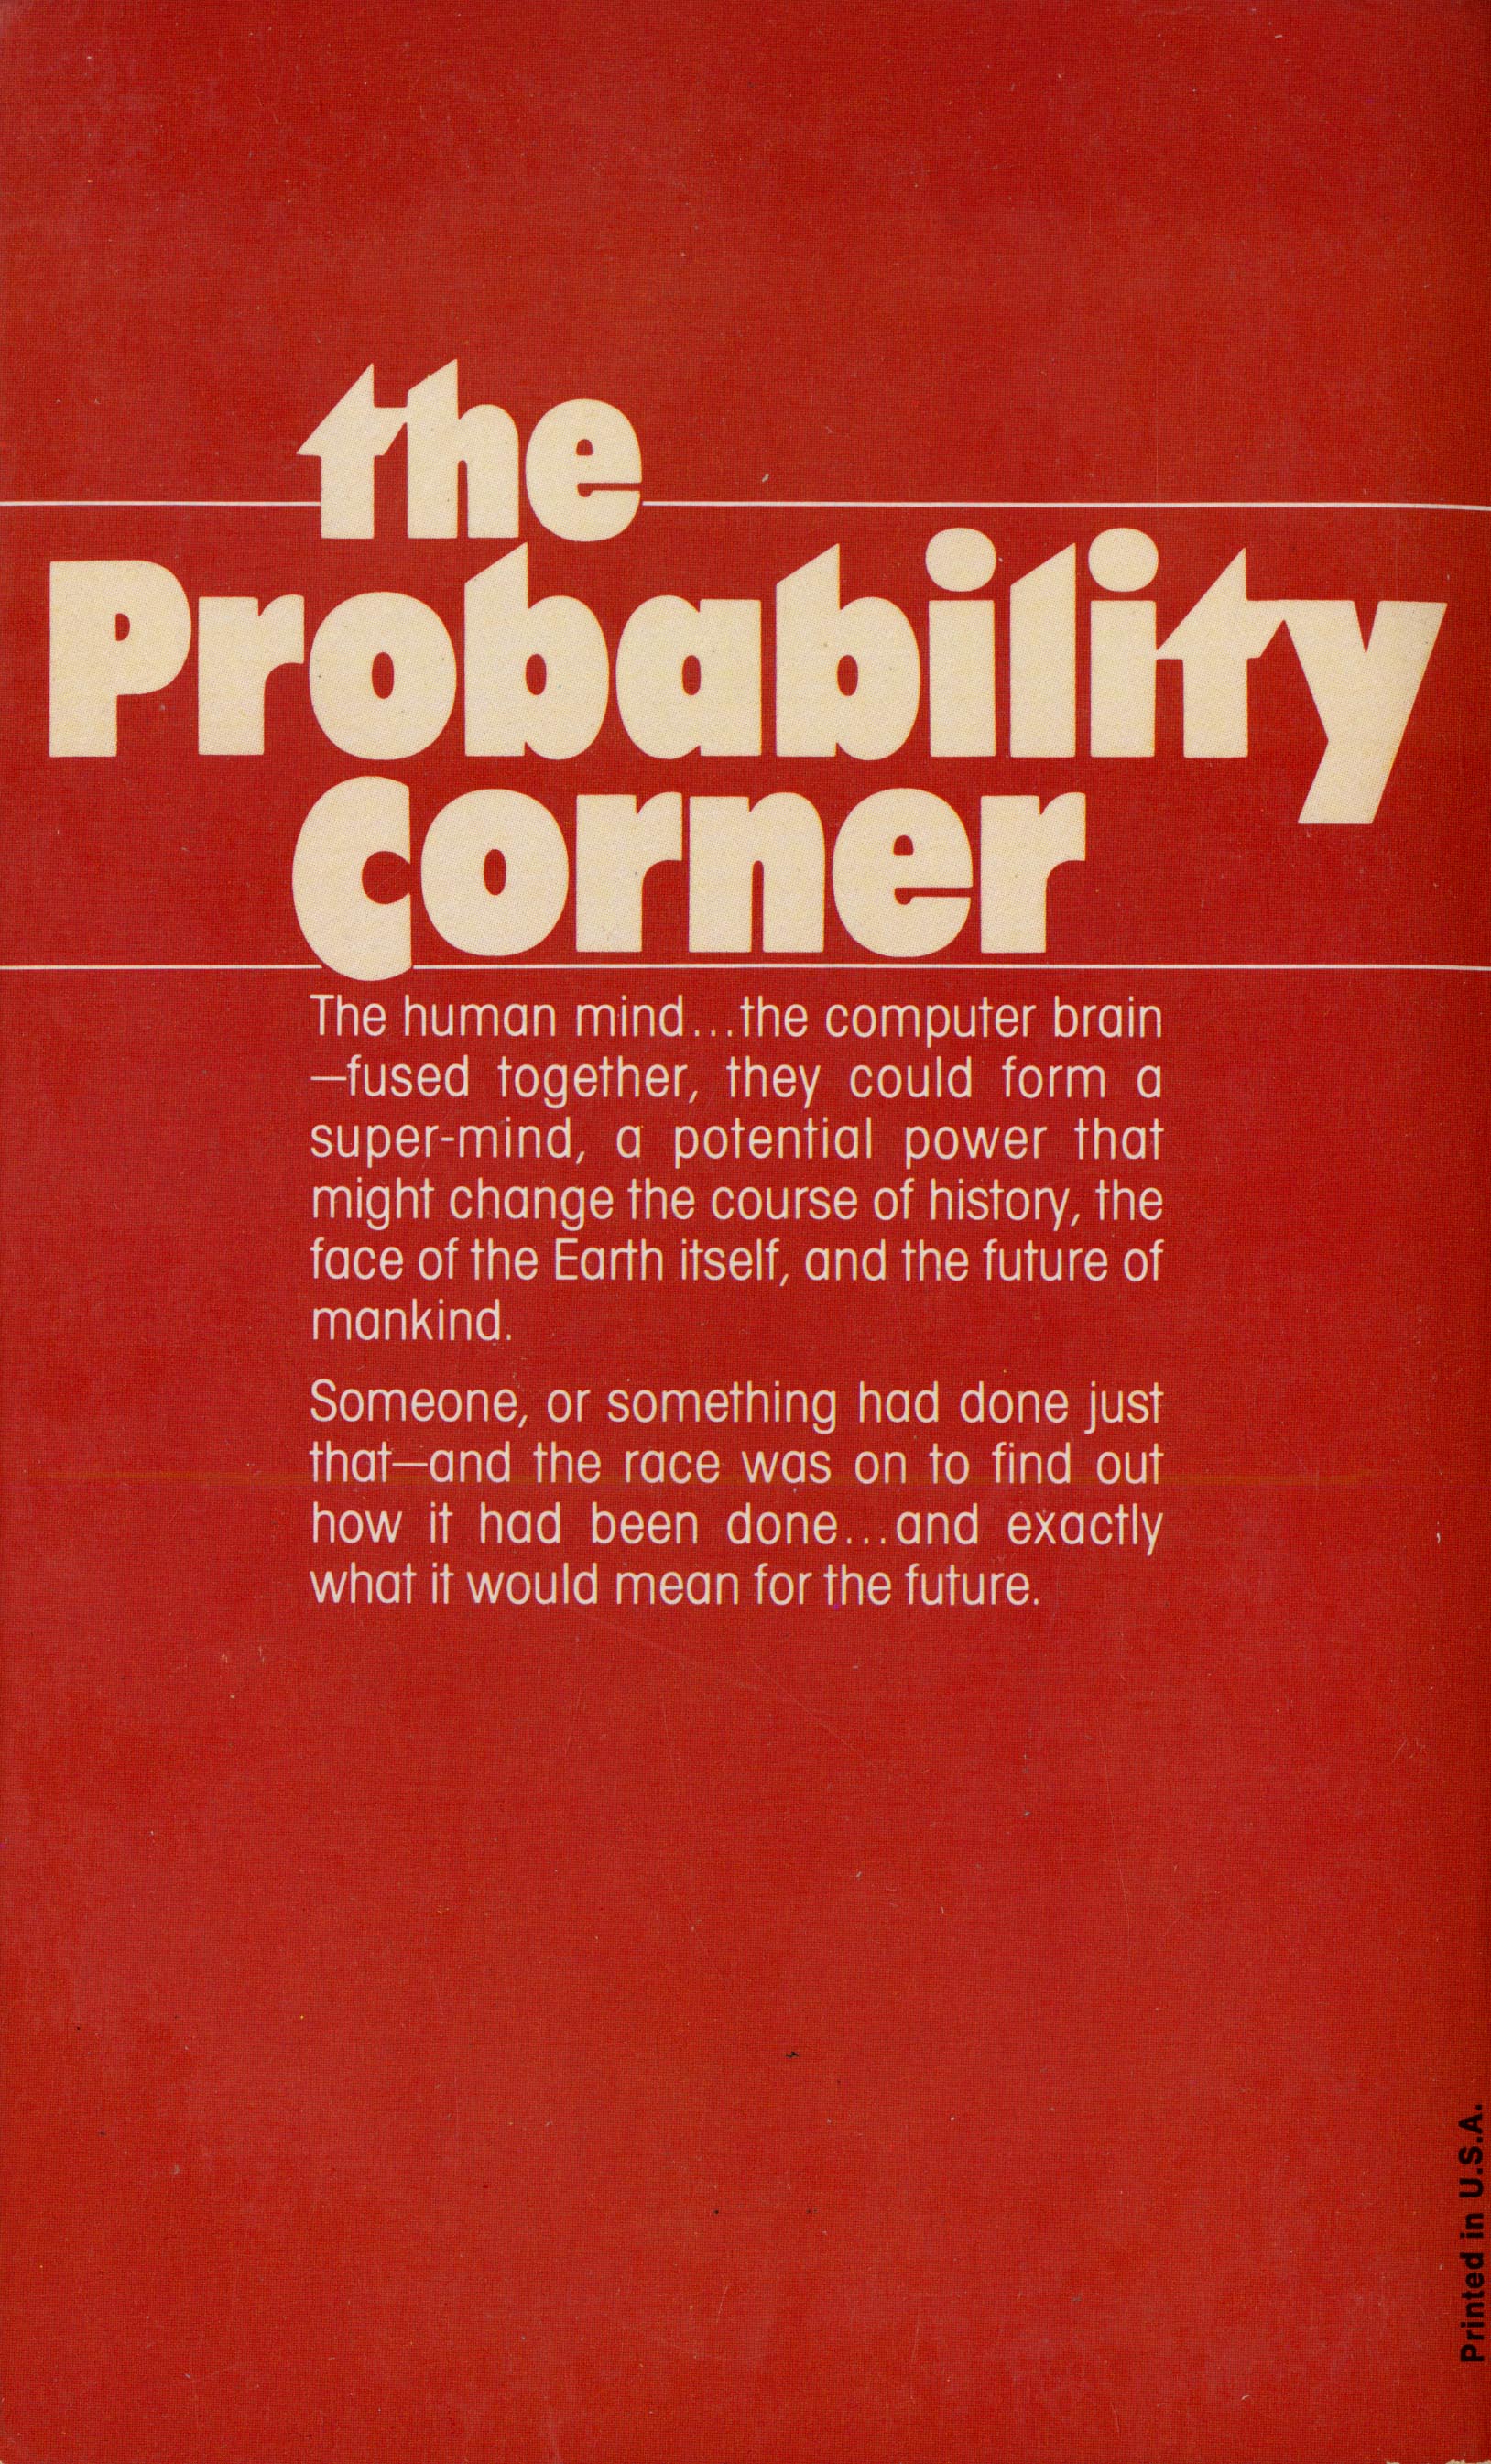 the
Probability
Corner
The human mind...the computer brain
—fused together, they could form a
super-mind, a potential power that
might change the course of history, the
face of the Earth itself, and the future of
mankind.
Someone, or something had done just
that—and the race was on to find out
how it had been done...and exactly
what it would mean for the future.
Printed in U.S.A.